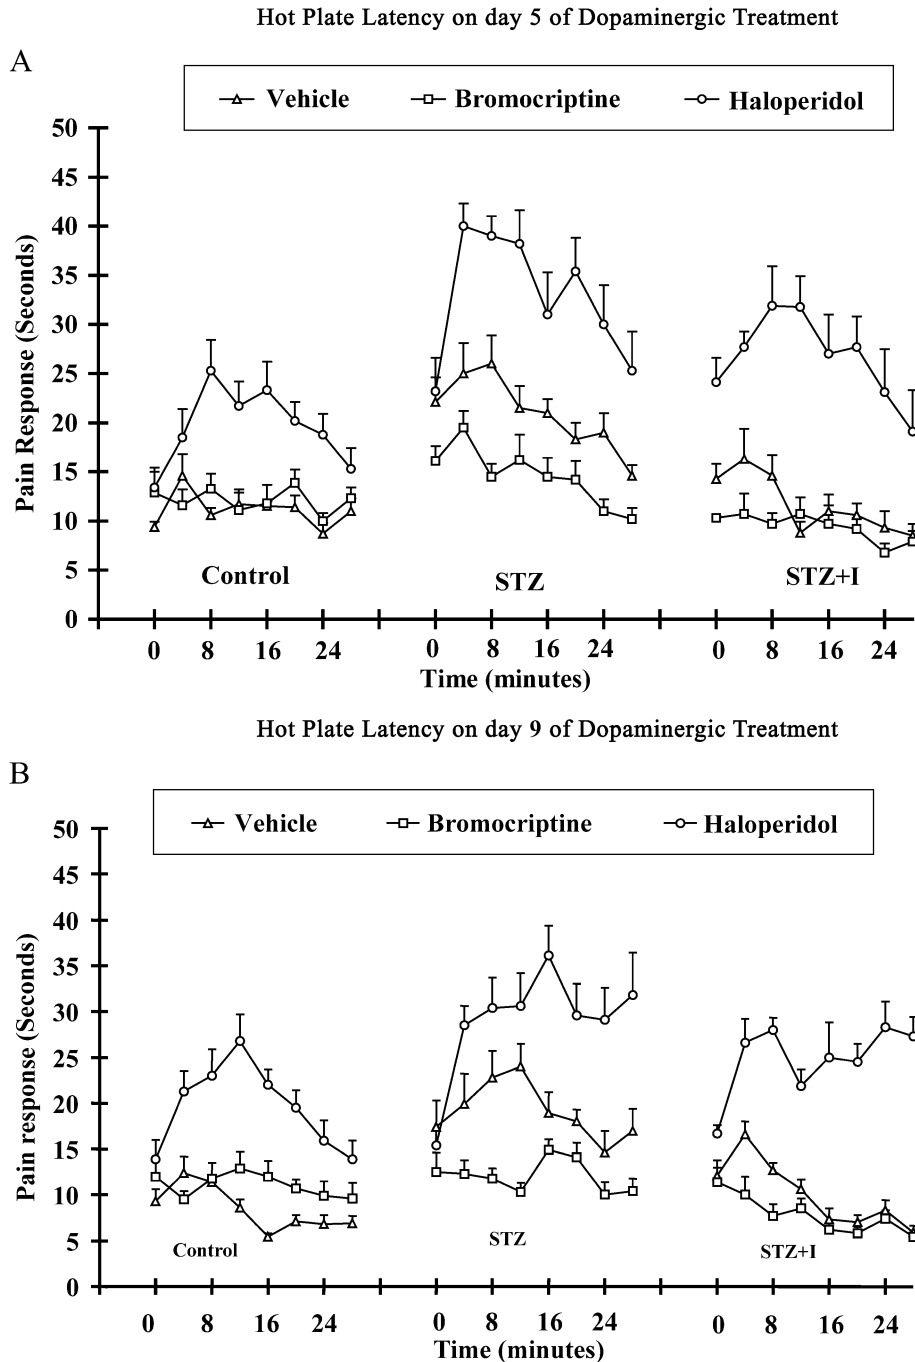 Hot Plate Latency on day 5 of Dopaminergic Treatment
A
Vehicle Bromocriptine Haloperidol
50
45
40
35
30
25
20
15
10
5
0
Pain Response (Seconds)
Control STZ STZ+I
0 8 16 24 0 8 16 24 0 8 16 24
Time (minutes)
Hot Plate Latency on day 9 of Dopaminergic Treatment
B
Vehicle Bromocriptine Haloperidol
50
45
40
35
30
25
20
15
10
5
0
Pain response (Seconds)
Control STZ STZ+I
0 8 16 24 0 8 16 24 0 8 16 24
Time (minutes)